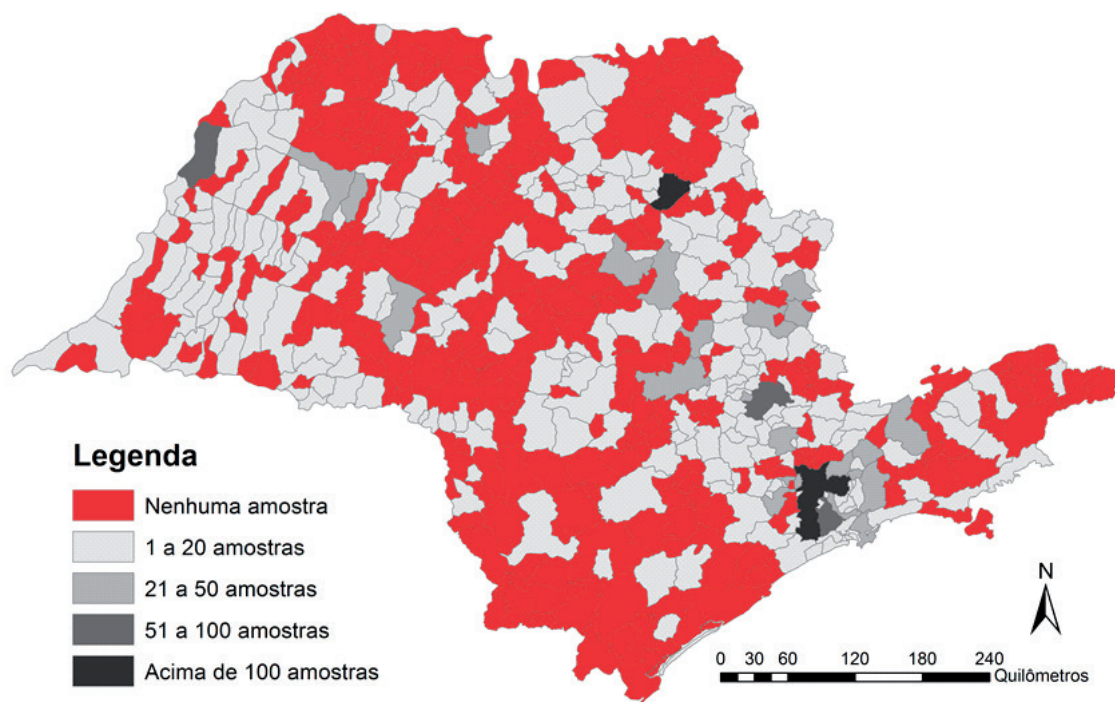 Legenda
Nenhuma amostra
1 a 20 amostras
21 a 50 amostras
51 a 100 amostras
Acima de 100 amostras
N
0 30 60 120 180 240
Quilômetros